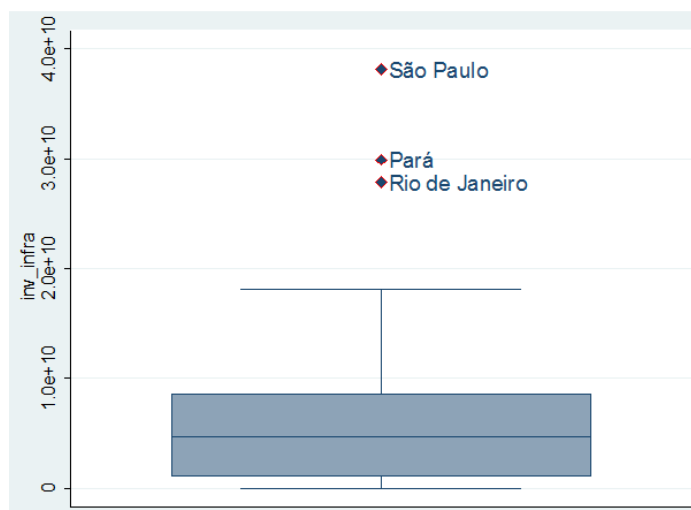 4.0e+10
São Paulo
3.0e+10
Pará
Rio de Janeiro
inv_infra
2.0e+10
1.0e+10
0